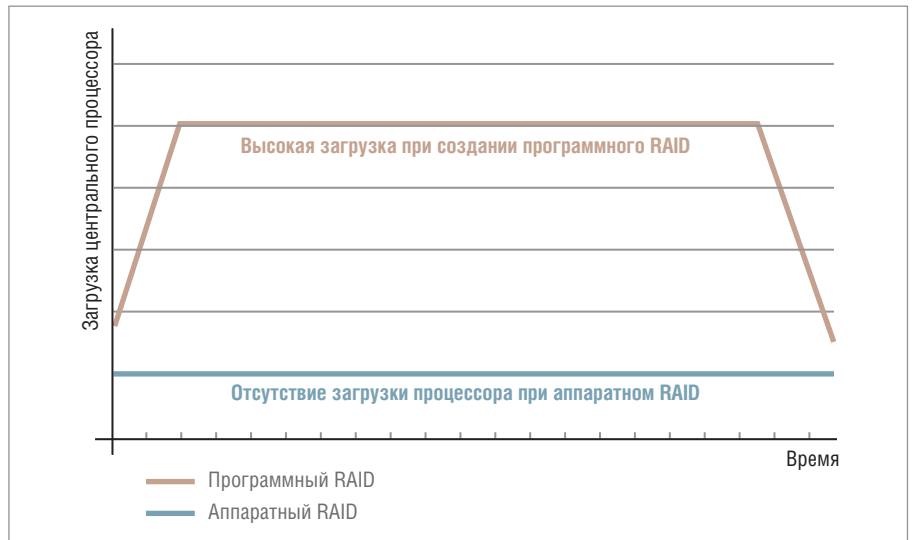 Загрузка центрального процессора
Высокая загрузка при создании программного RAID
Отсутствие загрузки процессора при аппаратном RAID
Время
Программный RAID
Аппаратный RAID